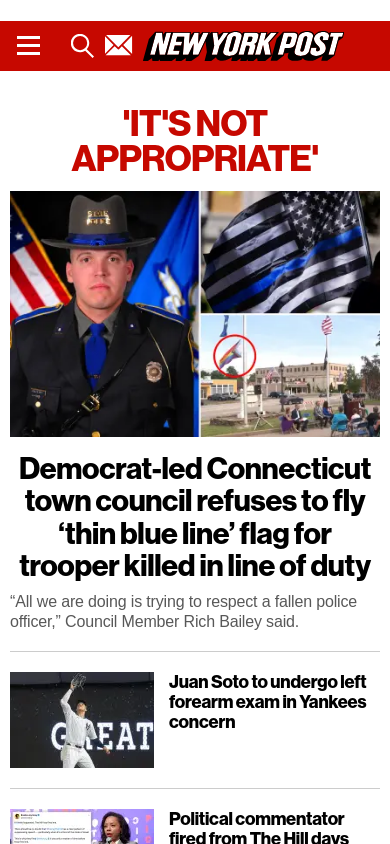 NEW YORK POST
'IT'S NOT
APPROPRIATE'
STATE
POLICE
Democrat-led Connecticut
town council refuses to fly
‘thin blue line’ flag for
trooper killed in line of duty
“All we are doing is trying to respect a fallen police
officer,” Council Member Rich Bailey said.
Juan Soto to undergo left
forearm exam in Yankees
concern
GREAT
Political commentator
fired from The Hill days